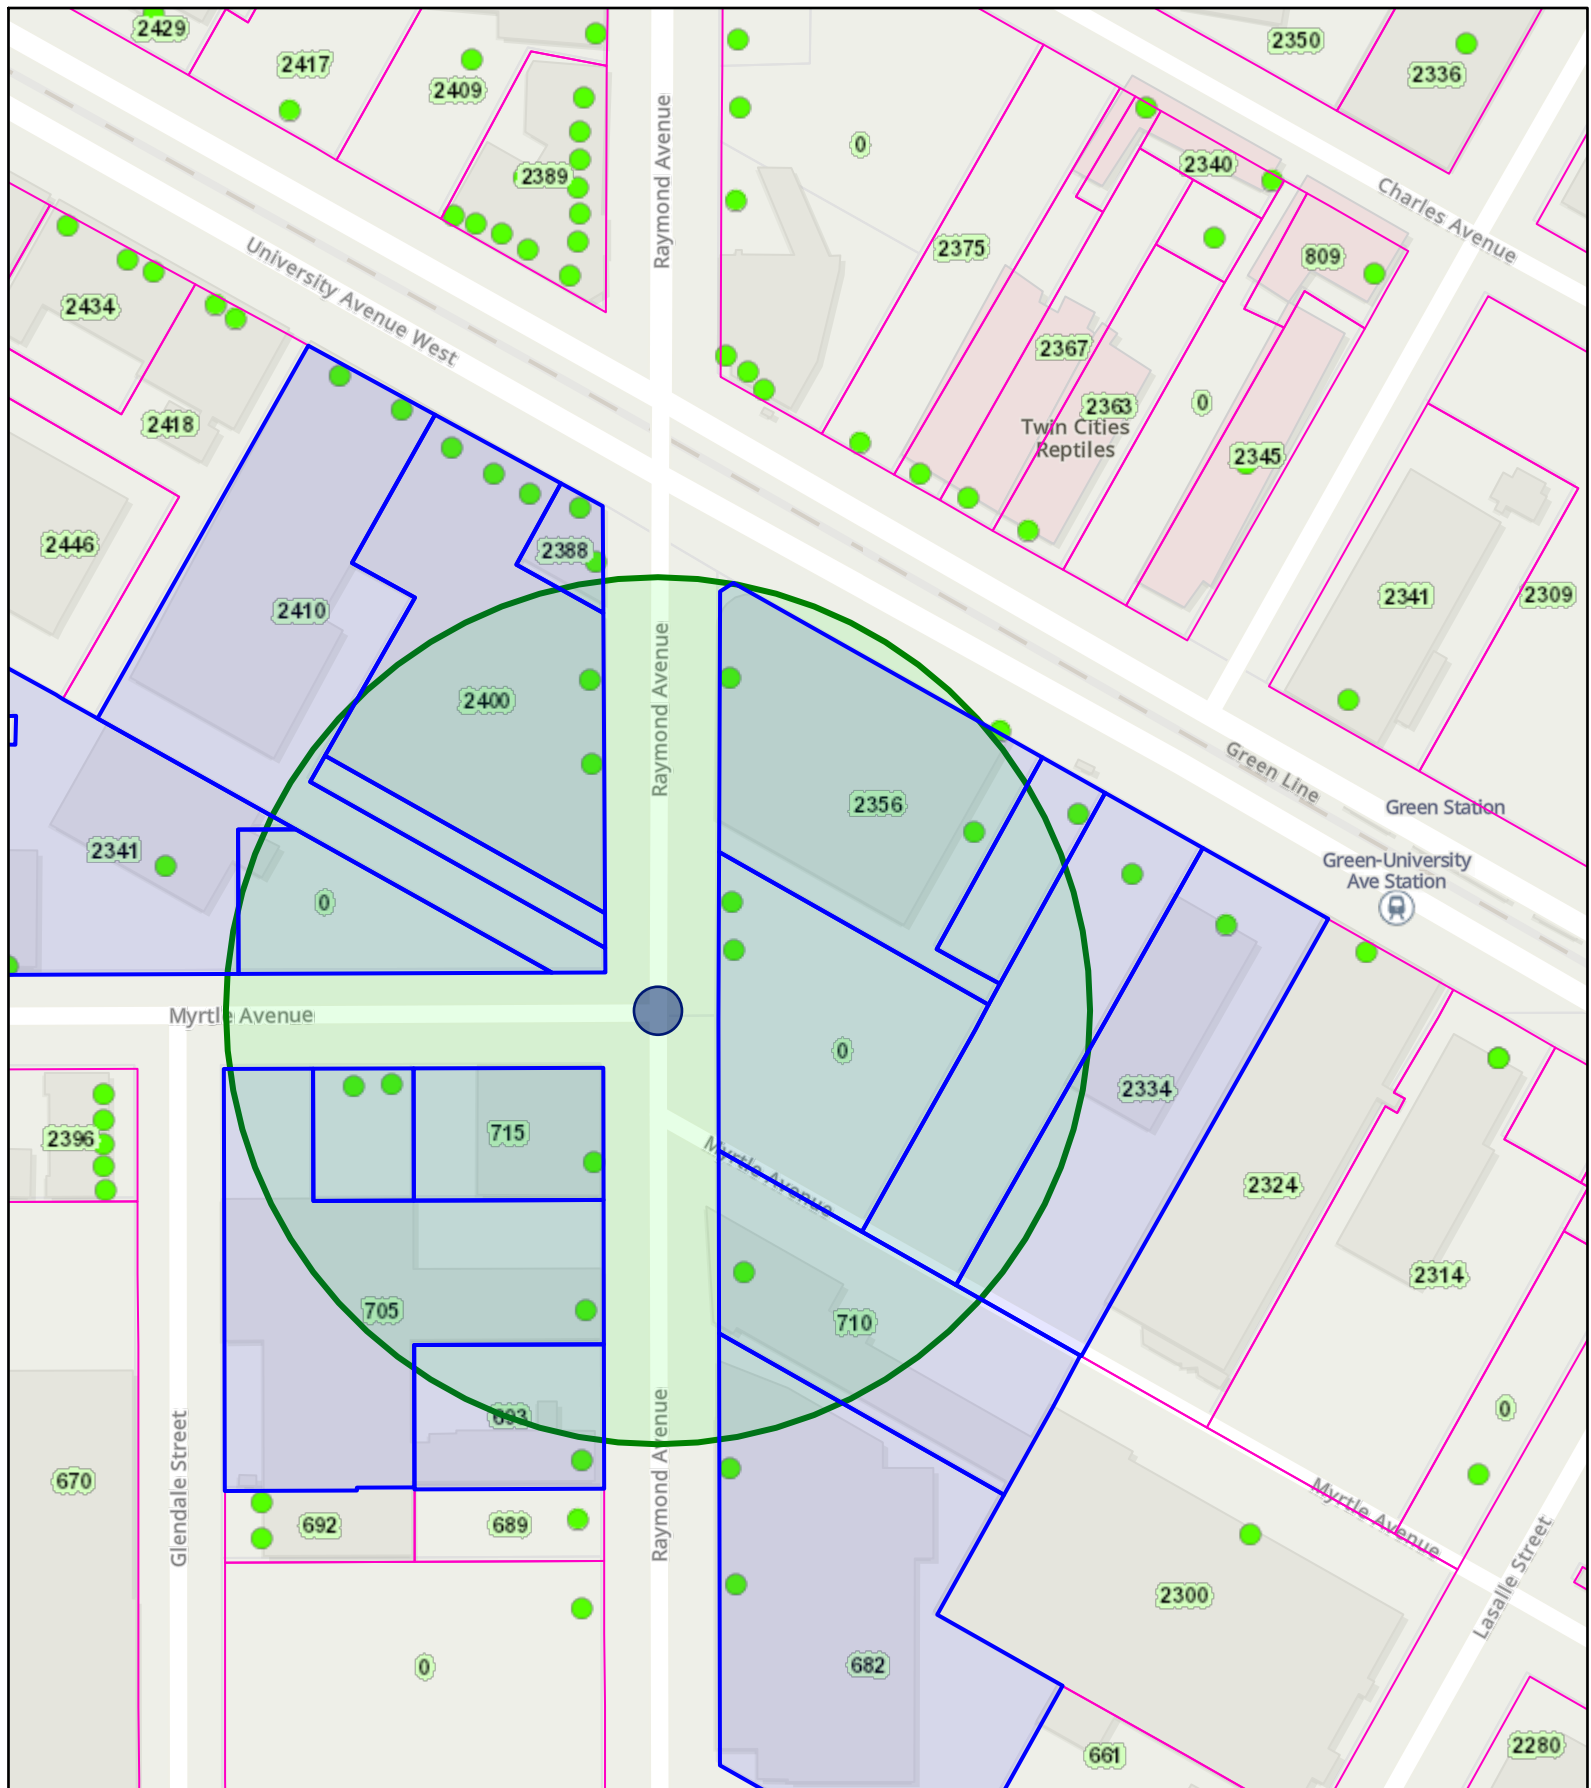 2429
2417
2409
2350
2336
Raymond Avenue
0
2389
2340
Charles Avenue
2375
809
University Avenue West
2434
2367
2363
0
2418
Twin Cities
Reptiles
2345
2446
2388
2410
2341
2309
Raymond Avenue
2400
Green Line
2356
Green Station
2341
Green-University
Ave Station
0
Myrtle Avenue
0
2334
715
2396
Myrtle Avenue
2324
2314
705
710
0
693
670
Glendale Street
Raymond Avenue
692
689
Myrtle Avenue
Lasalle Street
2300
0
682
661
2280